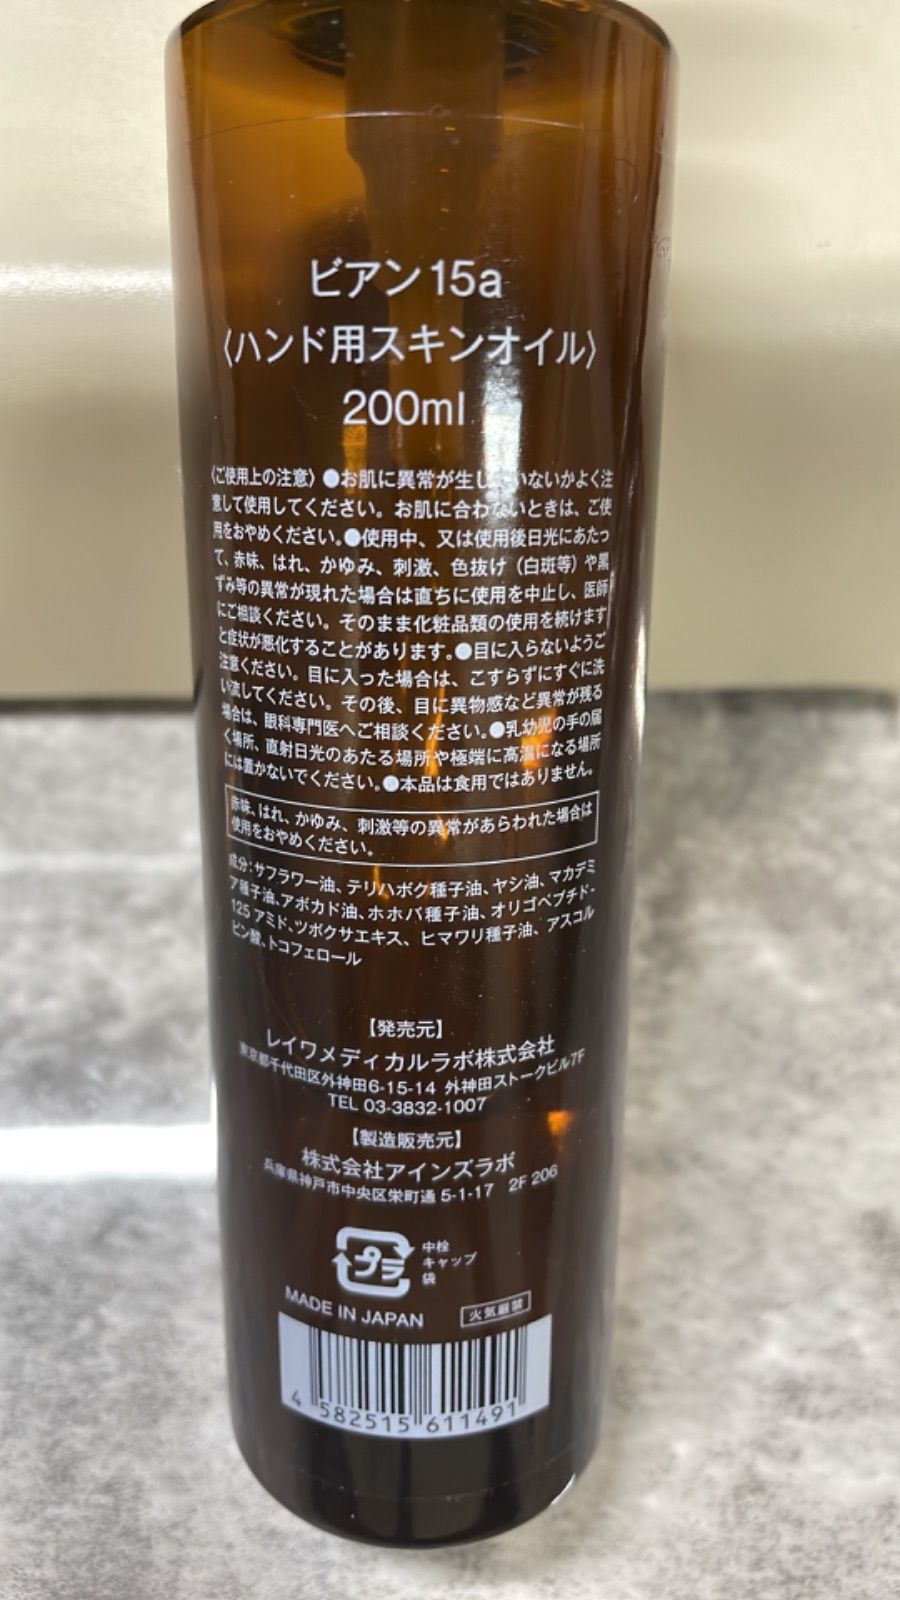 ビアン15a
〈ハンド用スキンオイル〉
200ml
〈ご使用上の注意〉●お肌に異常が生じていないかよく注
意して使用してください。お肌に合わないときは、ご使
用をおやめください。●使用中、又は使用後日光にあたっ
て、赤味、はれ、かゆみ、刺激、色抜け（白斑等）や黒
ずみ等の異常が現れた場合は直ちに使用を中止し、医師
にご相談ください。そのまま化粧品類の使用を続けます
と症状が悪化することがあります。●目に入らないようご
注意ください。目に入った場合は、こすらずにすぐに洗
い流してください。その後、目に異物感など異常が残る
場合は、眼科専門医へご相談ください。●乳幼児の手の届
く場所、直射日光のあたる場所や極端に高温になる場所
には置かないでください。●本品は食用ではありません。
赤味、はれ、かゆみ、刺激等の異常があらわれた場合は
使用をおやめください。
成分：サフラワー油、テリハボク種子油、ヤシ油、マカデミ
ア種子油、アボカド油、ホホバ種子油、オリゴペプチド-
125 アミド、ツボクサエキス、ヒマワリ種子油、アスコル
ビン酸、トコフェロール
【発売元】
レイワメディカルラボ株式会社
東京都千代田区外神田6-15-14 外神田ストークビル7F
TEL 03-3832-1007
【製造販売元】
株式会社アインズラボ
兵庫県神戸市中央区栄町通 5-1-17 2F 206
プラ
中栓
キャップ
袋
MADE IN JAPAN
火気厳禁
4 582515 611491